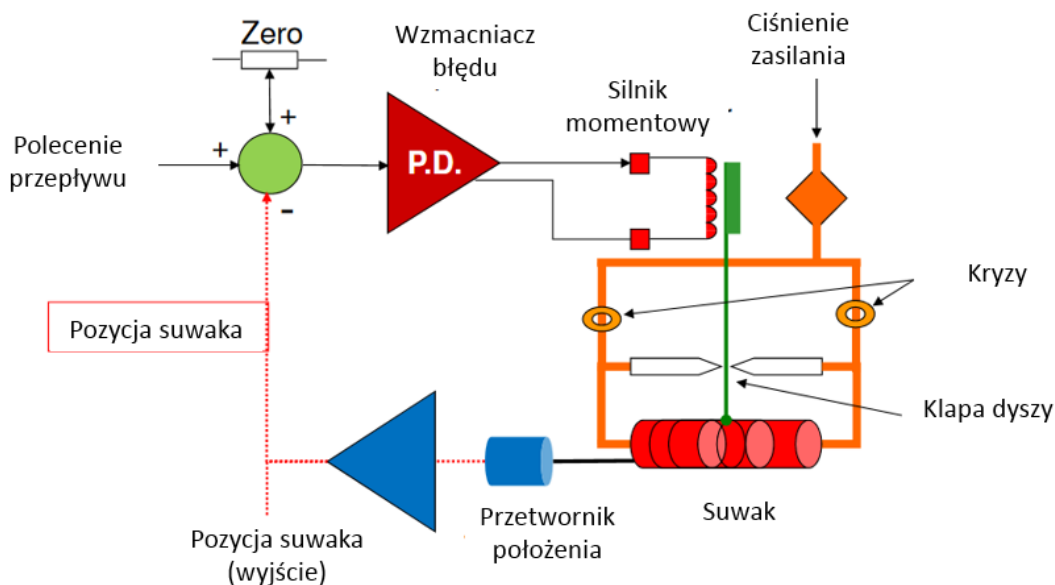 Zero
Wzmacniacz
błędu
Ciśnienie
zasilania
Silnik
momentowy
Polecenie
przepływu
+
+
-
P.D.
Kryzy
Pozycja suwaka
Klapa dyszy
Pozycja suwaka
(wyjście)
Przetwornik
położenia
Suwak